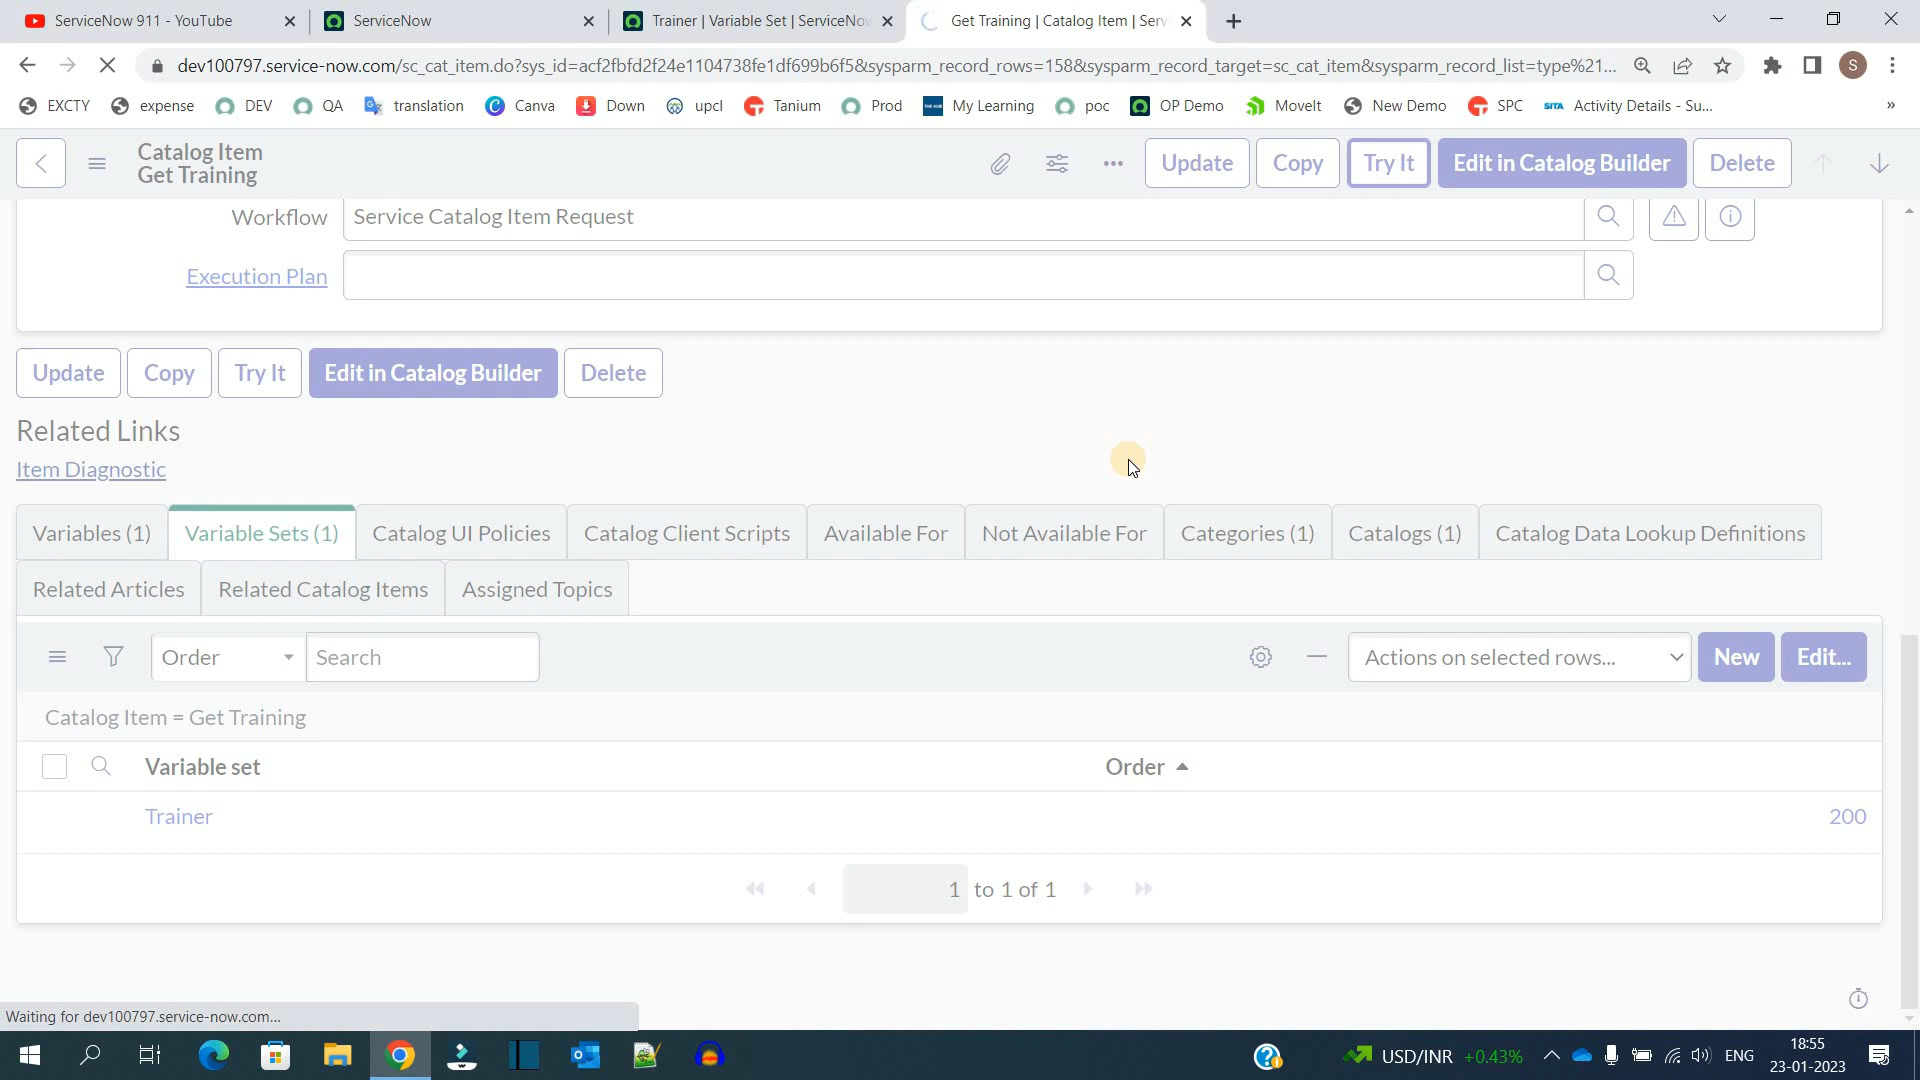 ServiceNow 911 - YouTube
ServiceNow
Trainer | Variable Set | ServiceNow
Get Training | Catalog Item | Serv
dev100797.service-now.com/sc_cat_item.do?sys_id=acf2fbfd2f24e1104738fe1df699b6f5&sysparm_record_rows=158&sysparm_record_target=sc_cat_item&sysparm_record_list=type%21...
S
EXCTY
expense
DEV
QA
translation
Canva
Down
upcl
Tanium
Prod
My Learning
poc
OP Demo
MoveIt
New Demo
SPC
SITA
Activity Details - Su...
»
Catalog Item
Get Training
Update
Copy
Try It
Edit in Catalog Builder
Delete
Workflow
Service Catalog Item Request
Execution Plan
Update
Copy
Try It
Edit in Catalog Builder
Delete
Related Links
Item Diagnostic
Variables (1)
Variable Sets (1)
Catalog UI Policies
Catalog Client Scripts
Available For
Not Available For
Categories (1)
Catalogs (1)
Catalog Data Lookup Definitions
Related Articles
Related Catalog Items
Assigned Topics
Order
Search
Actions on selected rows...
New
Edit...
Catalog Item = Get Training
Variable set
Order
Trainer
200
1 to 1 of 1
Waiting for dev100797.service-now.com...
USD/INR +0.43%
ENG
18:55
23-01-2023